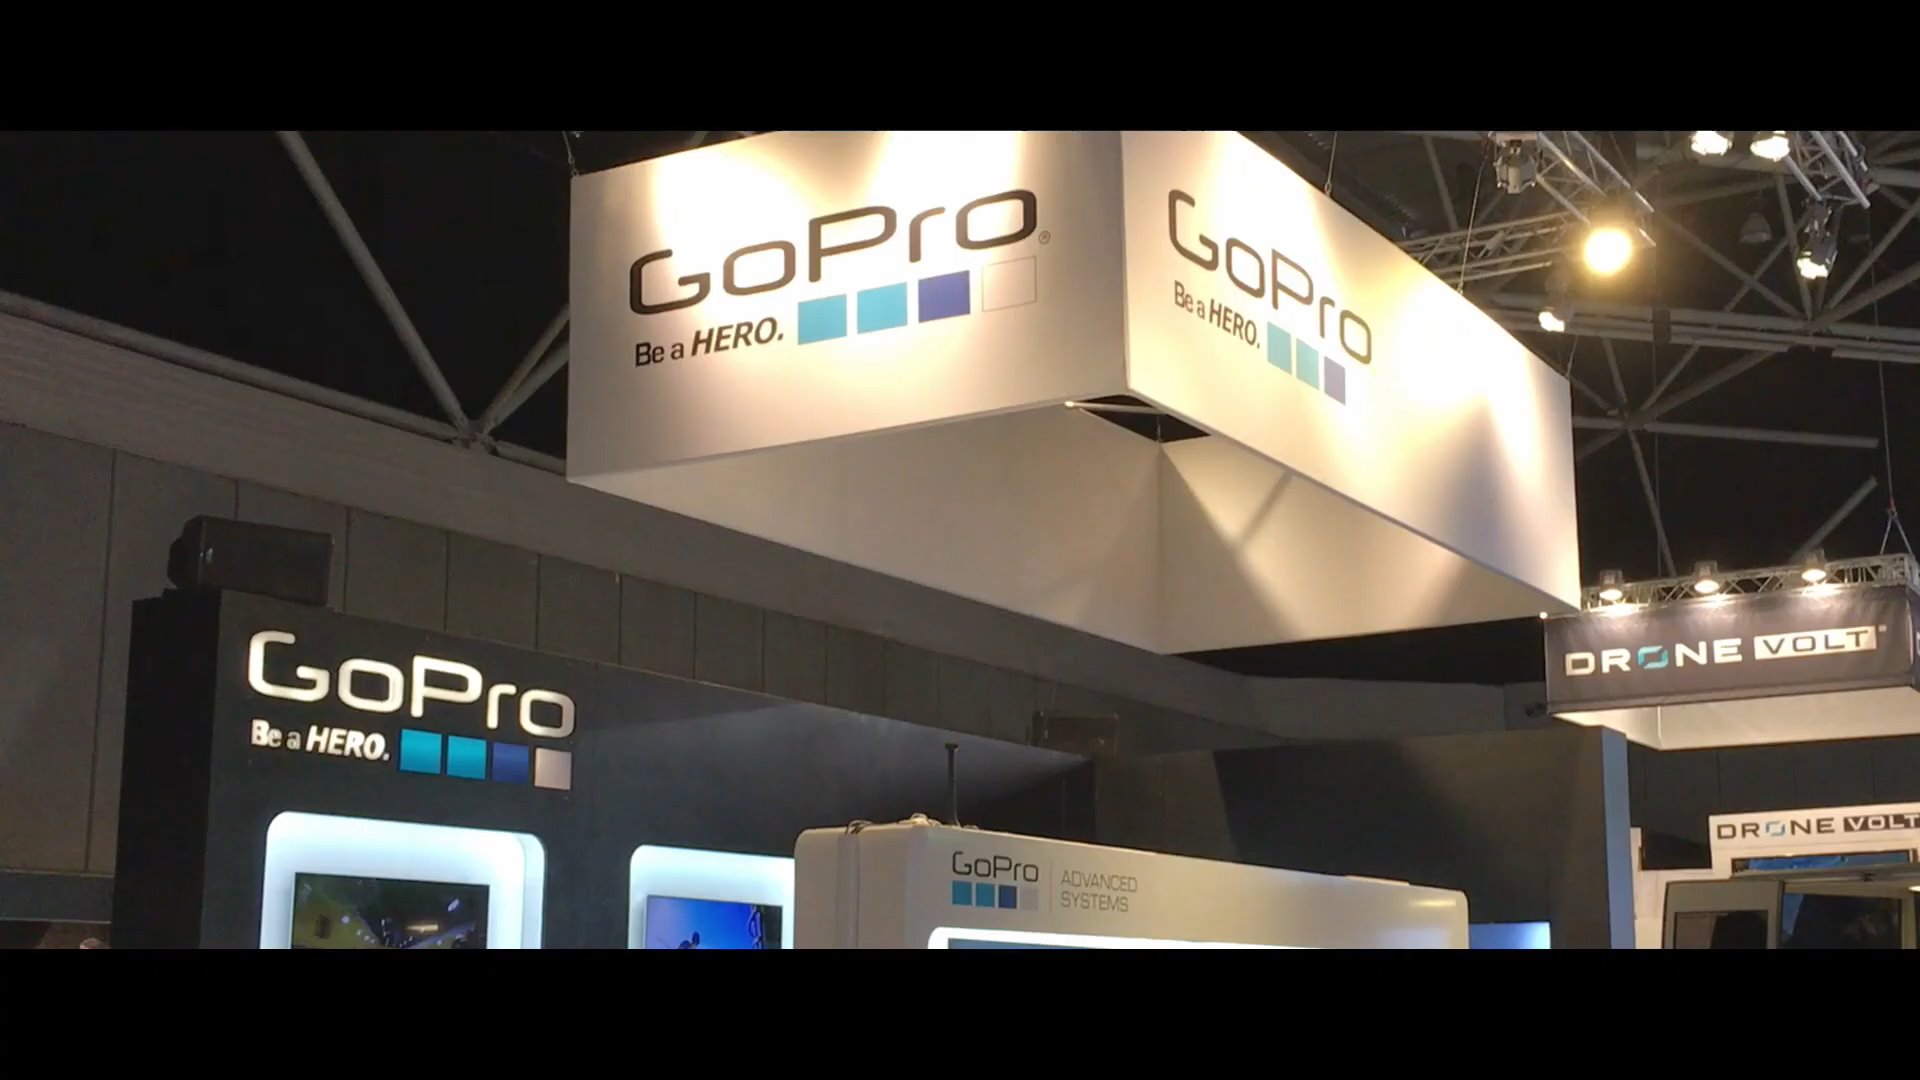 GoPro®
Be a HERO.
GoPro
Be a HERO.
DRONE VOLT
GoPro
Be a HERO.
DRONE VOLT
GoPro
ADVANCED
SYSTEMS